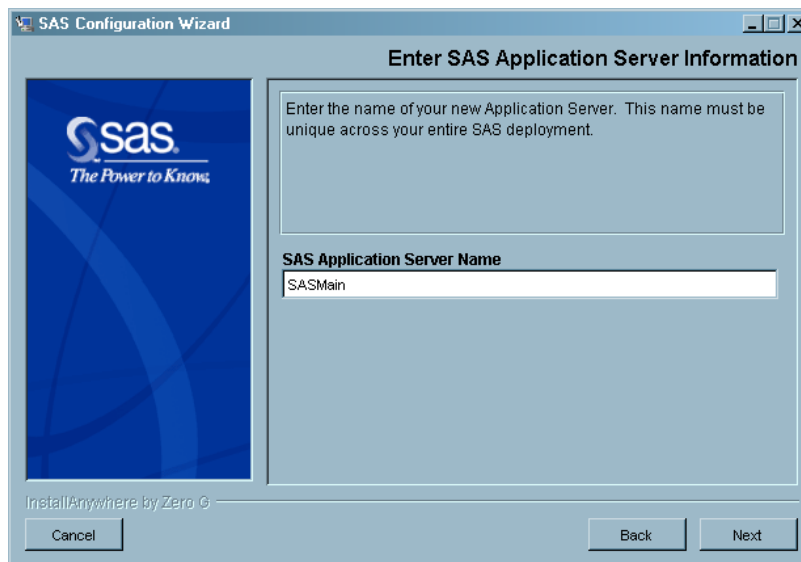 SAS Configuration Wizard
Enter SAS Application Server Information
sas.
The Power to Know
Enter the name of your new Application Server. This name must be
unique across your entire SAS deployment.
SAS Application Server Name
SASMain
InstallAnywhere by Zero G
Cancel
Back
Next